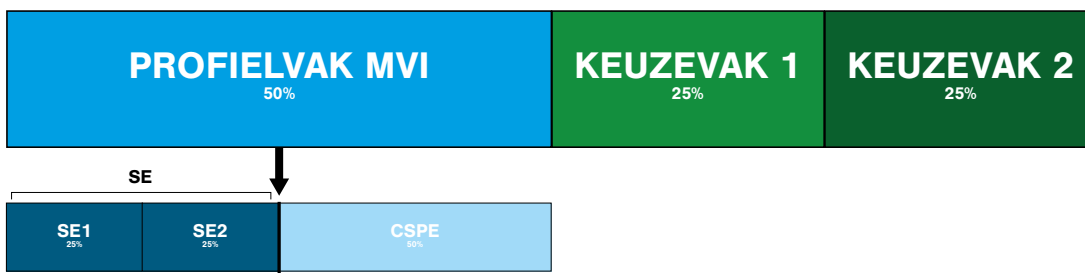 PROFIELVAK MVI
50%
KEUZEVAK 1
25%
KEUZEVAK 2
25%
SE
SE1
25%
SE2
25%
CSPE
50%